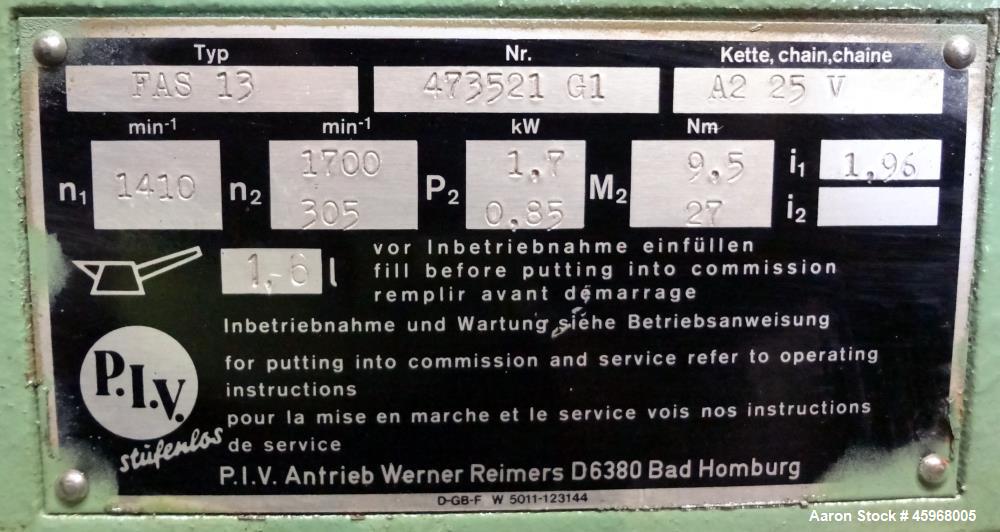 Typ Nr. Kette, chain,chaine
FAS 13 473521 G1 A2 25 V
min-1 min-1 kW Nm
n1 1410 n2 1700 305 P2 1,7 0,85 M2 9,5 27 i1 1,96 i2
1,6 l
vor Inbetriebnahme einfüllen
fill before putting into commission
remplir avant démarrage
Inbetriebnahme und Wartung siehe Betriebsanweisung
for putting into commission and service refer to operating
instructions
pour la mise en marche et le service vois nos instructions
de service
P.I.V.
stufenlos
P.I.V. Antrieb Werner Reimers D6380 Bad Homburg
D-GB-F W 5011-123144
Aaron Stock # 45968005